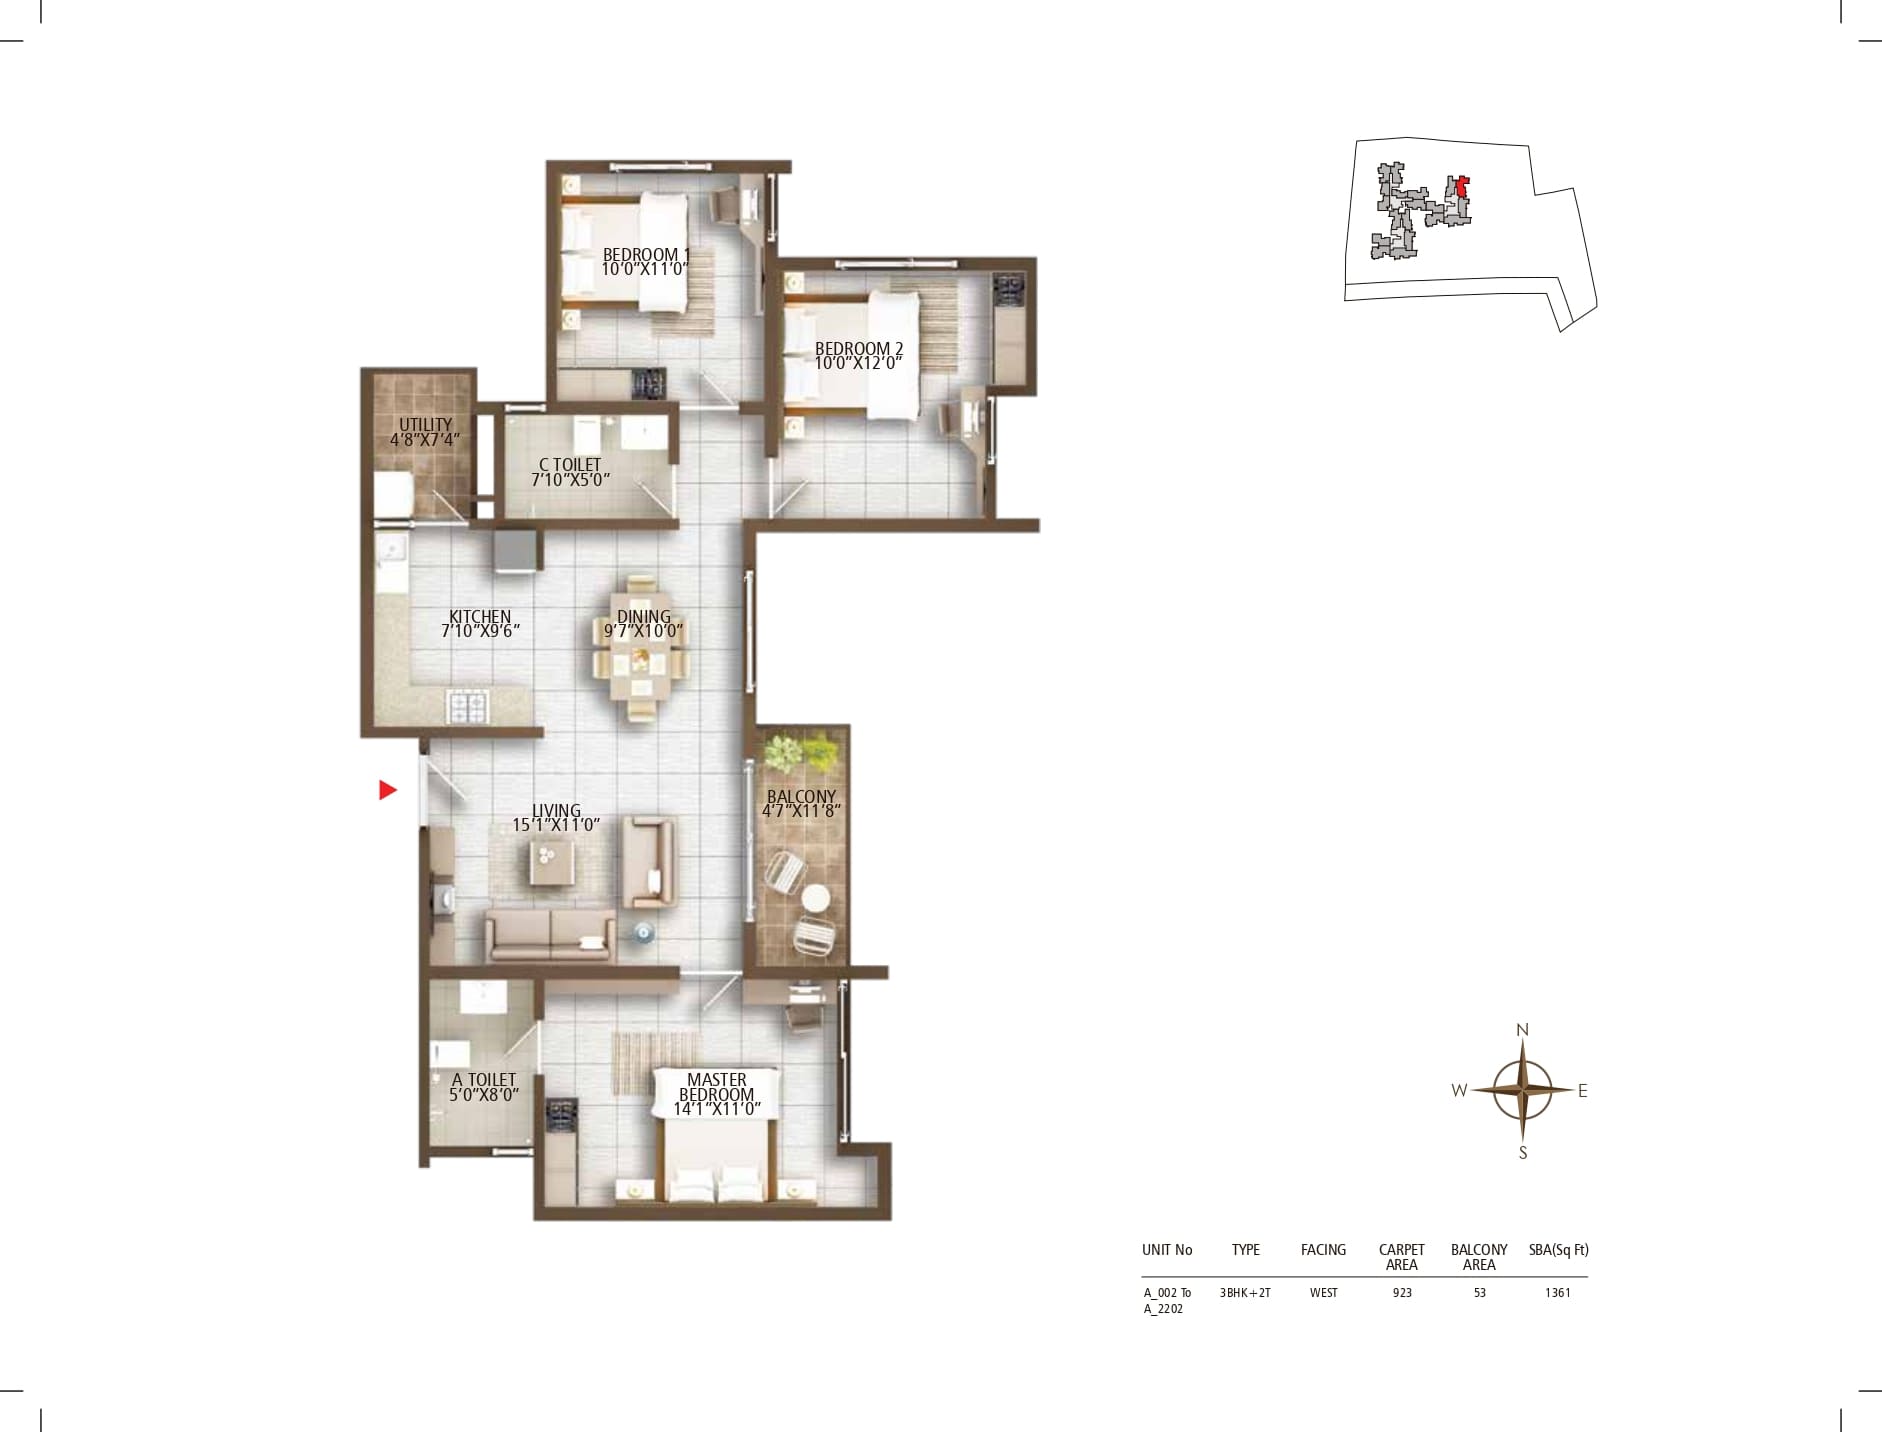 BEDROOM 1
10'0"X11'0"
BEDROOM 2
10'0"X12'0"
UTILITY
4'8"X7'4"
C TOILET
7'10"X5'0"
KITCHEN
7'10"X9'6"
DINING
9'7"X10'0"
LIVING
15'1"X11'0"
BALCONY
4'7"X11'8"
A TOILET
5'0"X8'0"
MASTER
BEDROOM
14'1"X11'0"
N
W
E
S
UNIT No TYPE FACING CARPET AREA BALCONY AREA SBA(Sq Ft)
A_002 To A_2202 3BHK+2T WEST 923 53 1361